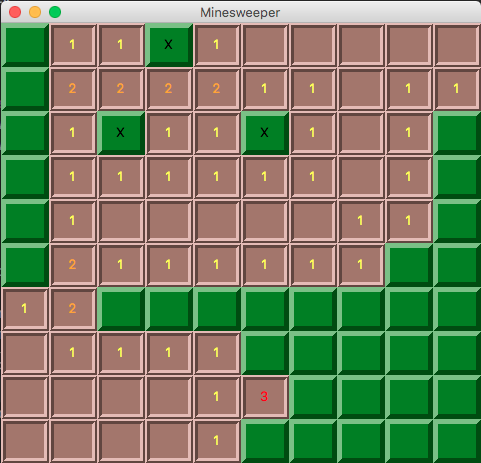 Minesweeper
1 1 X 1
2 2 2 2 1 1 1 1
1 X 1 1 X 1 1
1 1 1 1 1 1 1
1 1 1
2 1 1 1 1 1 1
1 2
1 1 1 1
1 3
1